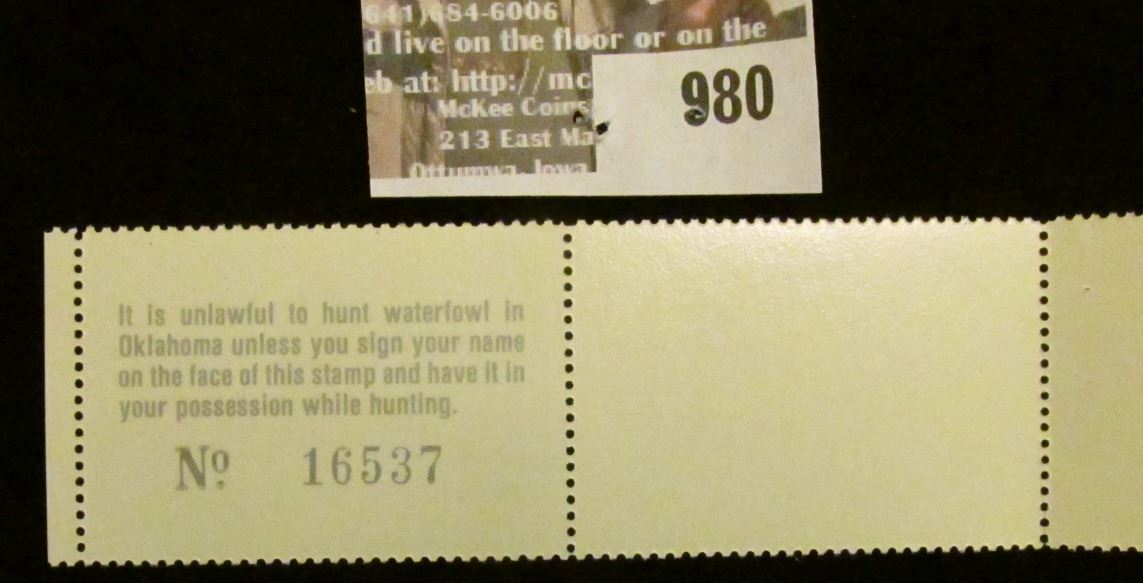 641)684-6006
d live on the floor or on the
eb at: http://mc
McKee Coins
213 East Ma
Ottumwa, Iowa
980
It is unlawful to hunt waterfowl in
Oklahoma unless you sign your name
on the face of this stamp and have it in
your possession while hunting.
No 16537